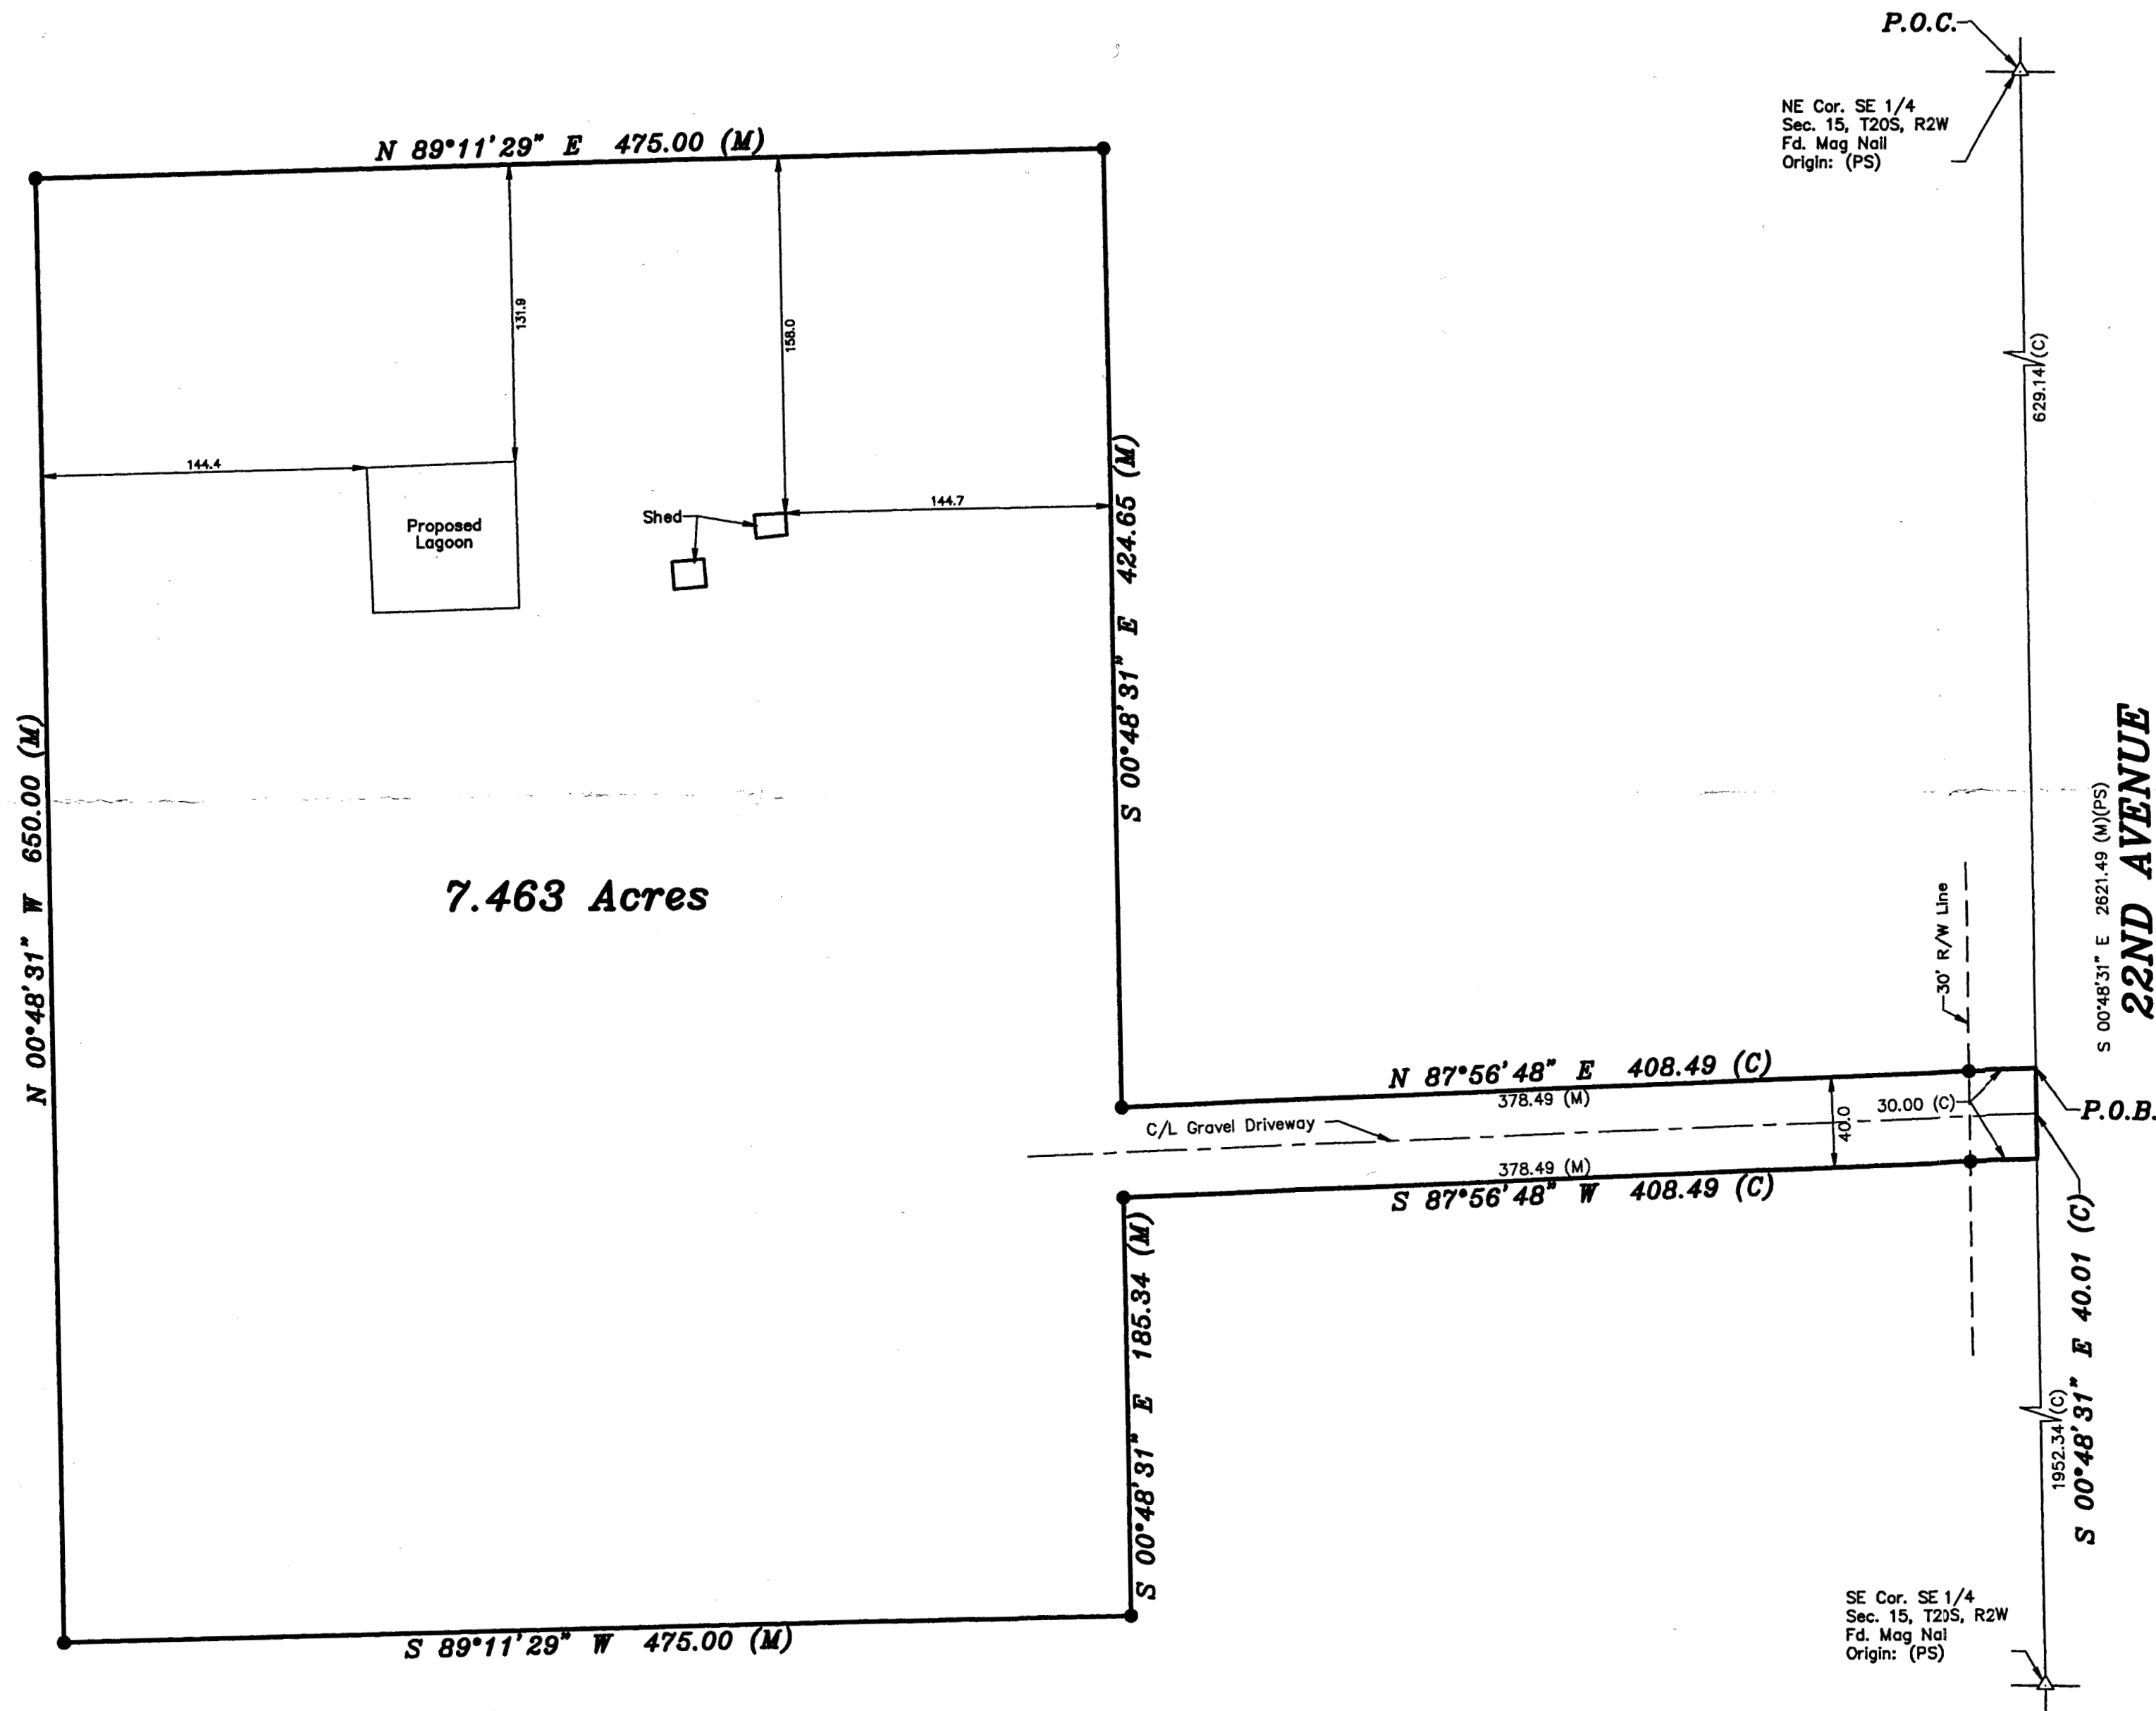 P.O.C.
NE Cor. SE 1/4
Sec. 15, T20S, R2W
Fd. Mag Nail
Origin: (PS)
N 89°11'29" E 475.00 (M)
131.9
158.0
629.14 (C)
144.4
144.7
Proposed
Lagoon
Shed
S 00°48'31" E 424.65 (M)
N 00°48'31" W 650.00 (M)
7.463 Acres
S 00°48'31" E 2621.49 (M)(PS)
22ND AVENUE
30' R/W Line
N 87°56'48" E 408.49 (C)
378.49 (M)
30.00 (C)
P.O.B.
C/L Gravel Driveway
40.0
378.49 (M)
S 87°56'48" W 408.49 (C)
S 00°48'31" E 185.34 (M)
S 00°48'31" E 40.01 (C)
1952.34 (C)
SE Cor. SE 1/4
Sec. 15, T20S, R2W
Fd. Mag Nai
Origin: (PS)
S 89°11'29" W 475.00 (M)